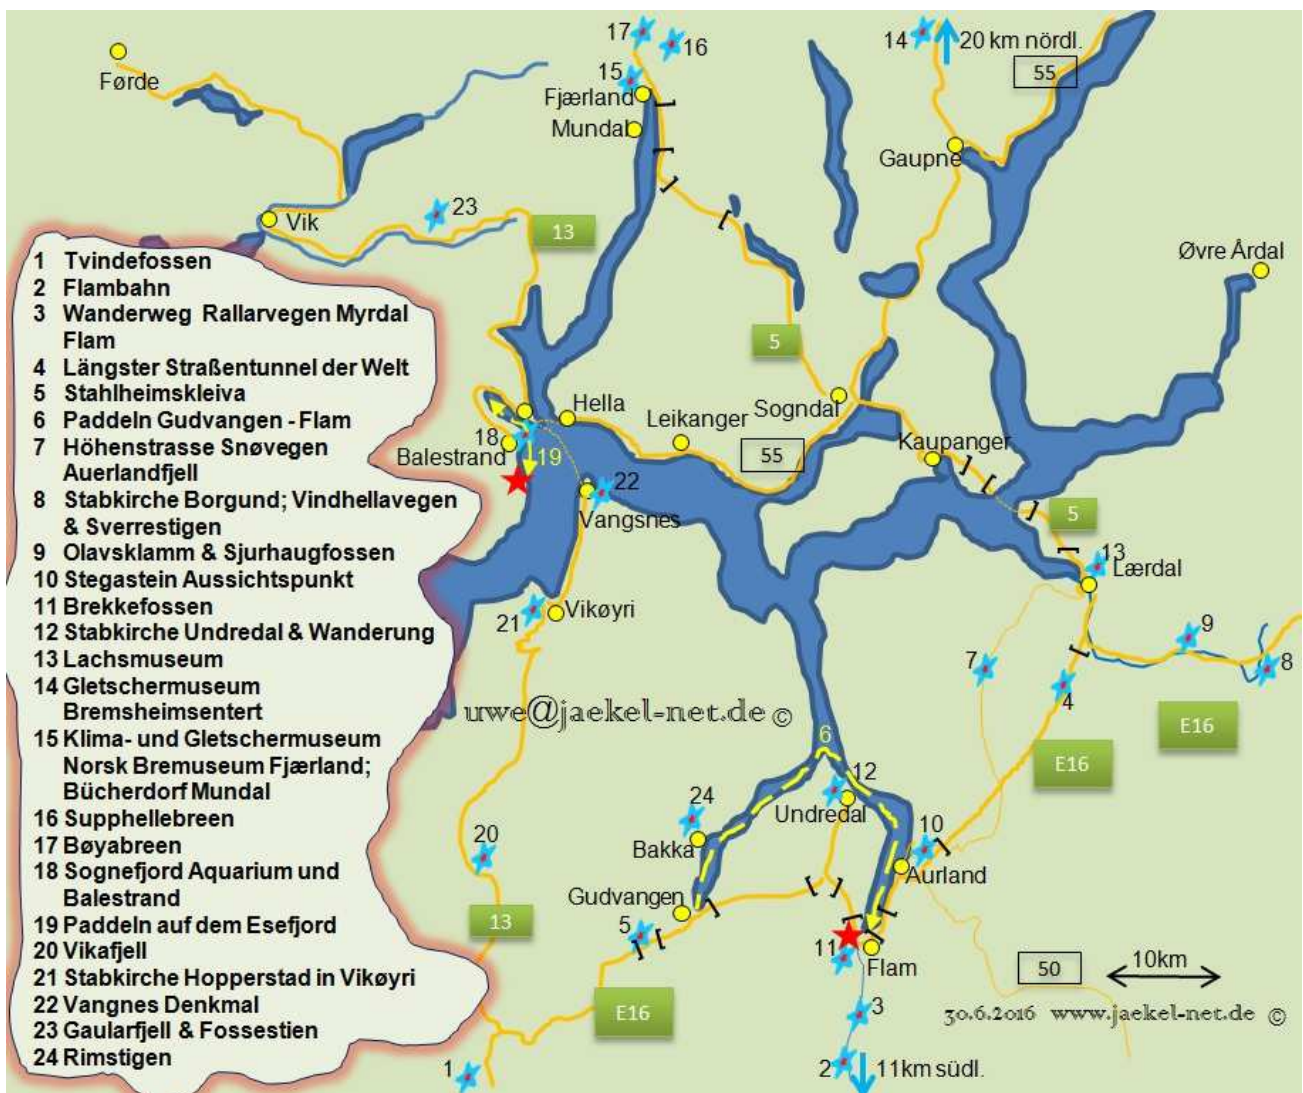 17
16
14
20 km nördl.
55
Førde
15
Fjærland
Mundal
Gaupne
23
Vik
13
Øvre Årdal
1 Tvindefossen
2 Flambahn
3 Wanderweg Rallarvegen Myrdal
Flam
4 Längster Straßentunnel der Welt
5 Stahlheimskleiva
6 Paddeln Gudvangen - Flam
7 Höhenstrasse Snøvegen
Auerlandfjell
8 Stabkirche Borgund; Vindhellavegen
& Sverrestigen
9 Olavsklamm & Sjurhaugfossen
10 Stegastein Aussichtspunkt
11 Brekkefossen
12 Stabkirche Undredal & Wanderung
13 Lachsmuseum
14 Gletschermuseum
Bremsheimsentert
15 Klima- und Gletschermuseum
Norsk Bremuseum Fjærland;
Bücherdorf Mundal
16 Supphellebreen
17 Bøyabreen
18 Sognefjord Aquarium und
Balestrand
19 Paddeln auf dem Esefjord
20 Vikafjell
21 Stabkirche Hopperstad in Vikøyri
22 Vangnes Denkmal
23 Gaularfjell & Fossestien
24 Rimstigen
5
Hella
Leikanger
Sogndal
18
Balestrand
19
55
Kaupanger
22
Vangsnes
5
13
Lærdal
21
Vikøyri
9
7
8
4
uwe@jaekel-net.de ©
E16
6
E16
12
24
Undredal
10
20
Bakka
Aurland
Gudvangen
13
5
11
Flam
50
10km
E16
3
30.6.2016 www.jaekel-net.de ©
1
2
11km südl.